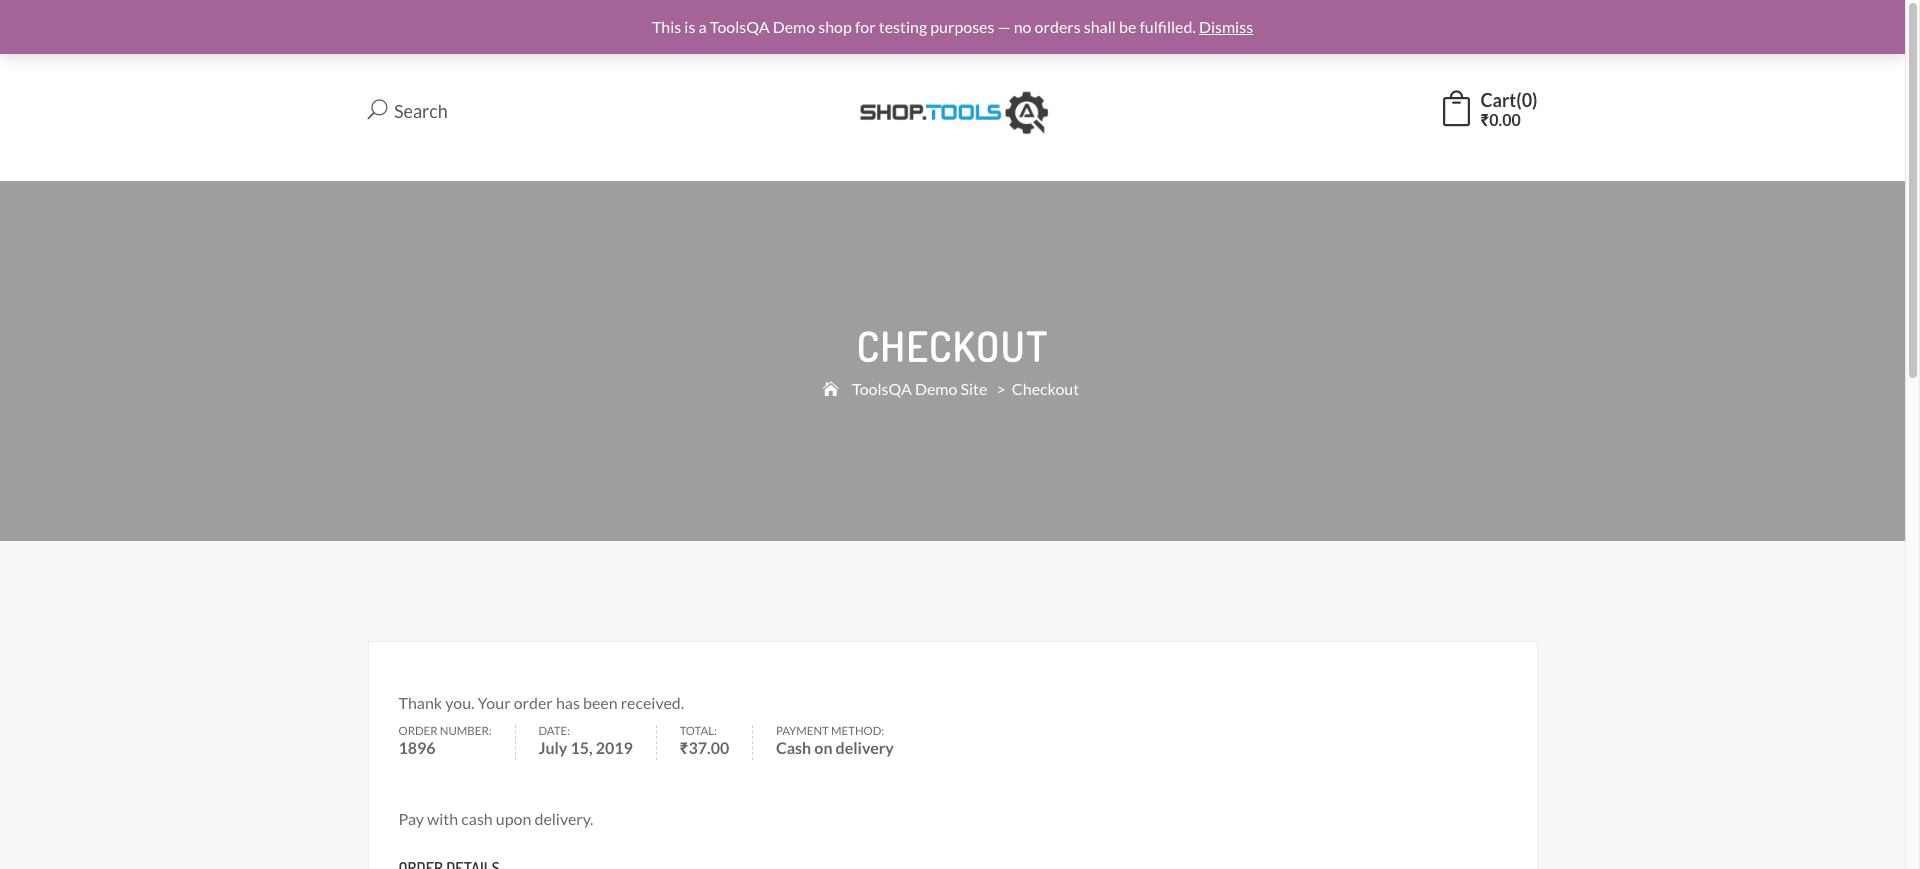 This is a ToolsQA Demo shop for testing purposes — no orders shall be fulfilled. Dismiss
Search
SHOP.TOOLS QA
Cart(0)
₹0.00
CHECKOUT
ToolsQA Demo Site > Checkout
Thank you. Your order has been received.
ORDER NUMBER: DATE: TOTAL: PAYMENT METHOD:
1896 July 15, 2019 ₹37.00 Cash on delivery
Pay with cash upon delivery.
ORDER DETAILS